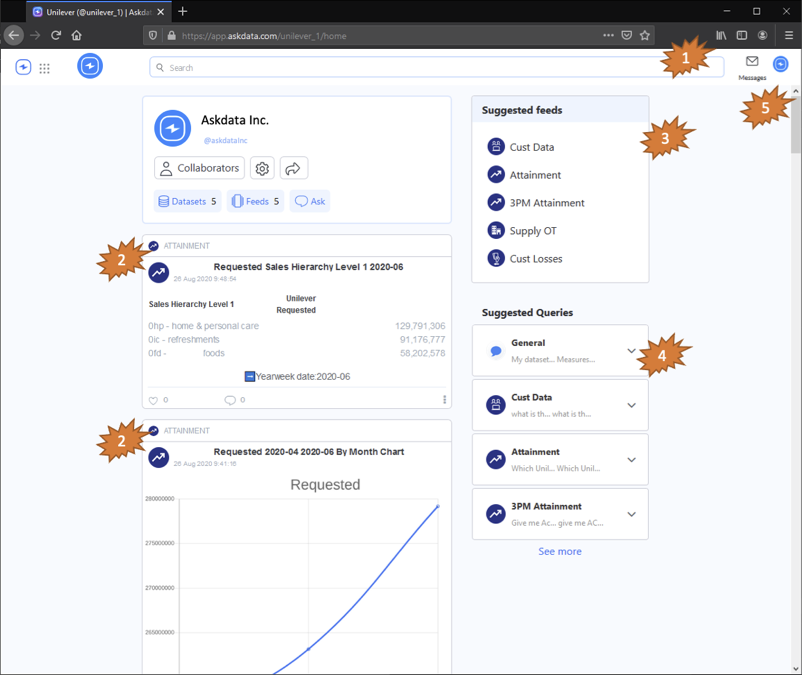 Unilever (@unilever_1) | Askdat
https://app.askdata.com/unilever_1/home
Search
1
Messages
5
Askdata Inc.
@askdatainc
Collaborators
Datasets 5 Feeds 5 Ask
Suggested feeds
3
Cust Data
Attainment
3PM Attainment
Supply OT
Cust Losses
2
ATTAINMENT
Requested Sales Hierarchy Level 1 2020-06
26 Aug 2020 9:48:54
Sales Hierarchy Level 1 Unilever
Requested
0hp - home & personal care 129,791,306
0ic - refreshments 91,176,777
0fd - foods 58,202,578
Yearweek date:2020-06
0 0
Suggested Queries
General
My dataset... Measures...
4
Cust Data
what is th... what is th...
Attainment
Which Unil... Which Unil...
3PM Attainment
Give me Ac... give me AC...
See more
2
ATTAINMENT
Requested 2020-04 2020-06 By Month Chart
26 Aug 2020 9:41:16
Requested
280000000
275000000
270000000
265000000